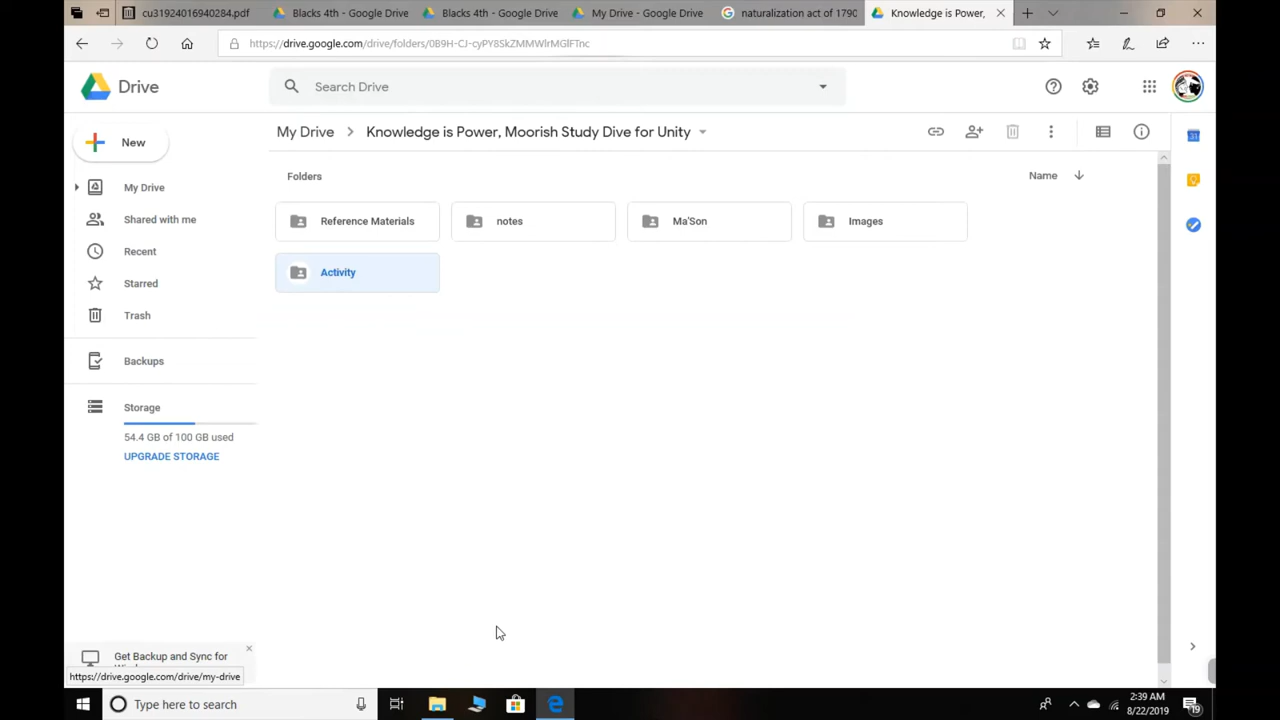 cu31924016940284.pdf
Blacks 4th - Google Drive
Blacks 4th - Google Drive
My Drive - Google Drive
naturalization act of 1790
Knowledge is Power,
https://drive.google.com/drive/folders/0B9H-CJ-cyPY8SkZMMWlrMGlFTnc
Drive
Search Drive
New
My Drive
Knowledge is Power, Moorish Study Dive for Unity
Folders
Name
My Drive
Shared with me
Recent
Starred
Trash
Backups
Storage
54.4 GB of 100 GB used
UPGRADE STORAGE
Reference Materials
notes
Ma'Son
Images
Activity
Get Backup and Sync for
https://drive.google.com/drive/my-drive
Type here to search
2:39 AM
8/22/2019
19
31